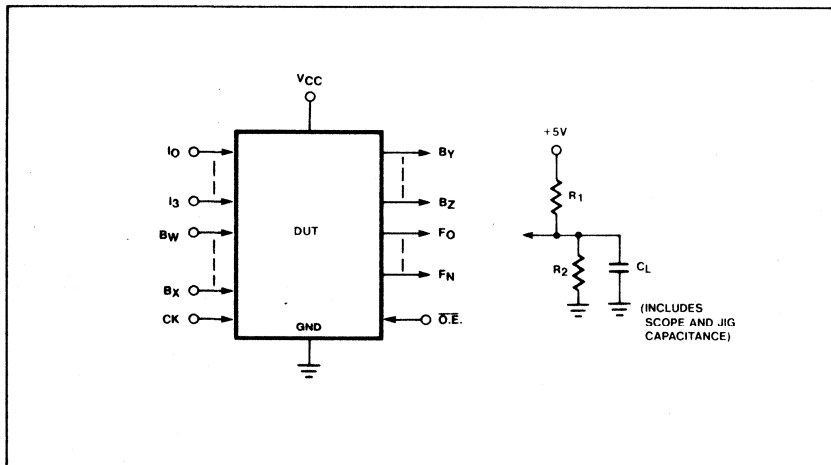 VCC
I0
I3
BW
BX
CK
DUT
GND
BY
BZ
F0
FN
O.E.
+5V
R1
R2
CL
(INCLUDES
SCOPE AND JIG
CAPACITANCE)